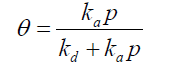 θ = k_a p / (k_d + k_a p)